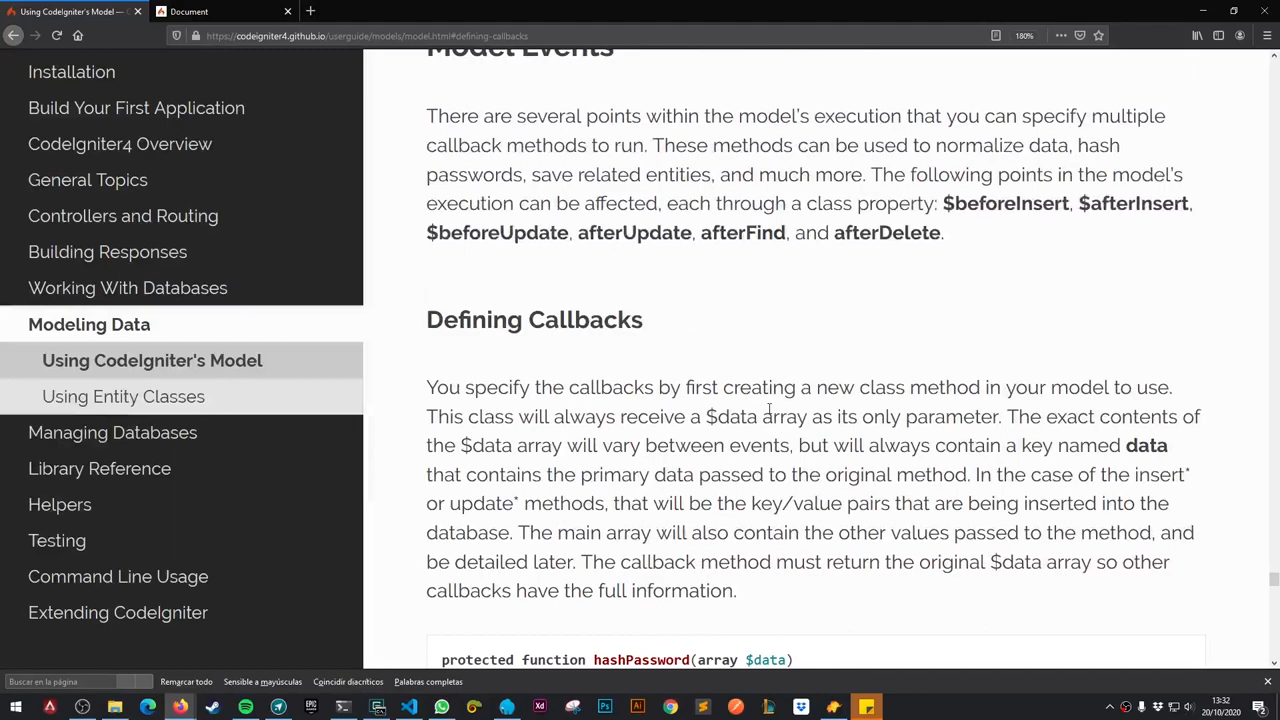 Using CodeIgniter's Model —
Document
https://codeigniter4.github.io/userguide/models/model.html#defining-callbacks
180%
Installation
Build Your First Application
CodeIgniter4 Overview
General Topics
Controllers and Routing
Building Responses
Working With Databases
Modeling Data
Using CodeIgniter's Model
Using Entity Classes
Managing Databases
Library Reference
Helpers
Testing
Command Line Usage
Extending CodeIgniter
Model Events
There are several points within the model's execution that you can specify multiple
callback methods to run. These methods can be used to normalize data, hash
passwords, save related entities, and much more. The following points in the model's
execution can be affected, each through a class property: $beforeInsert, $afterInsert,
$beforeUpdate, afterUpdate, afterFind, and afterDelete.
Defining Callbacks
You specify the callbacks by first creating a new class method in your model to use.
This class will always receive a $data array as its only parameter. The exact contents of
the $data array will vary between events, but will always contain a key named data
that contains the primary data passed to the original method. In the case of the insert*
or update* methods, that will be the key/value pairs that are being inserted into the
database. The main array will also contain the other values passed to the method, and
be detailed later. The callback method must return the original $data array so other
callbacks have the full information.
protected function hashPassword(array $data)
Buscar en la página
Remarcar todo
Sensible a mayúsculas
Coincidir diacríticos
Palabras completas
EPIC
Xd
Ps
Ai
13:32
20/10/2020
2